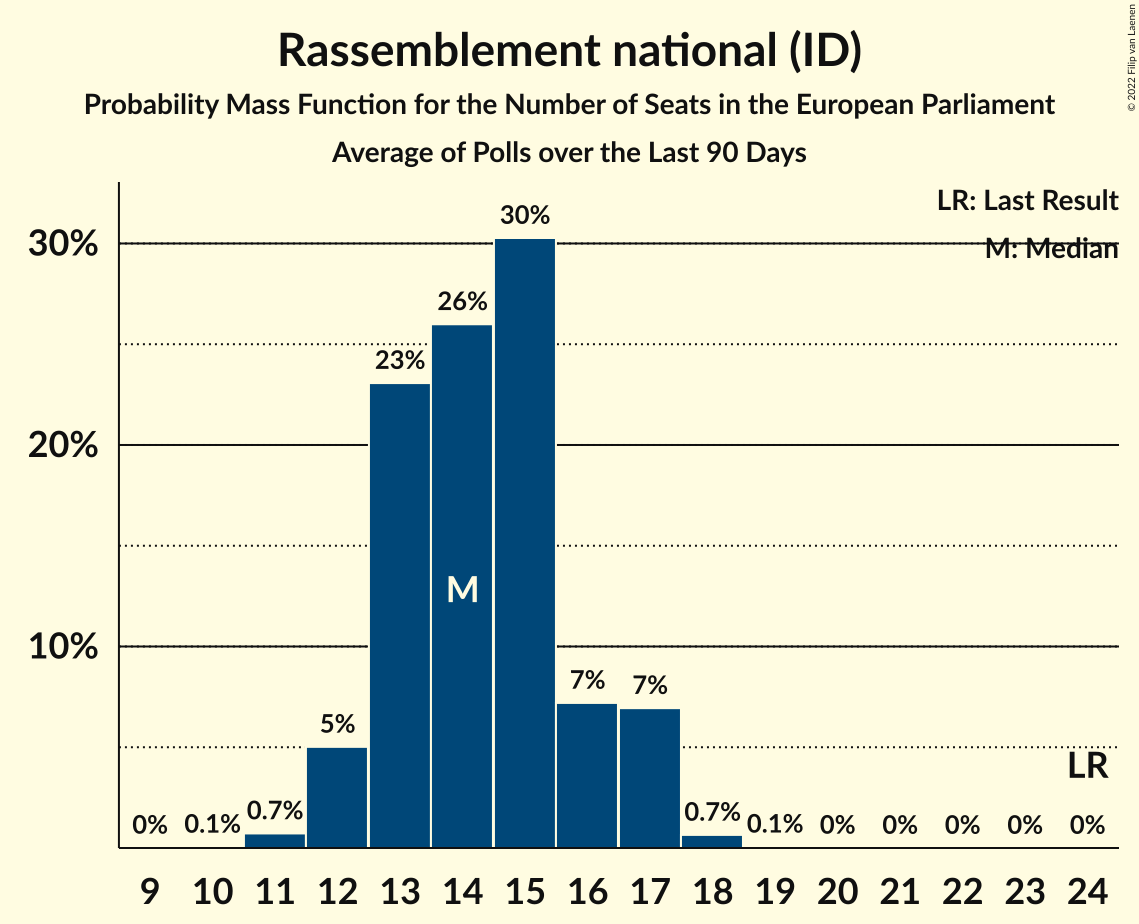 Rassemblement national (ID)
Probability Mass Function for the Number of Seats in the European Parliament
Average of Polls over the Last 90 Days
© 2022 Filip van Laenen
LR: Last Result
M: Median
30%
20%
10%
0% 0.1% 0.7% 5% 23% 26% 30% 7% 7% 0.7% 0.1% 0% 0% 0% 0% 0%
M
LR
9 10 11 12 13 14 15 16 17 18 19 20 21 22 23 24